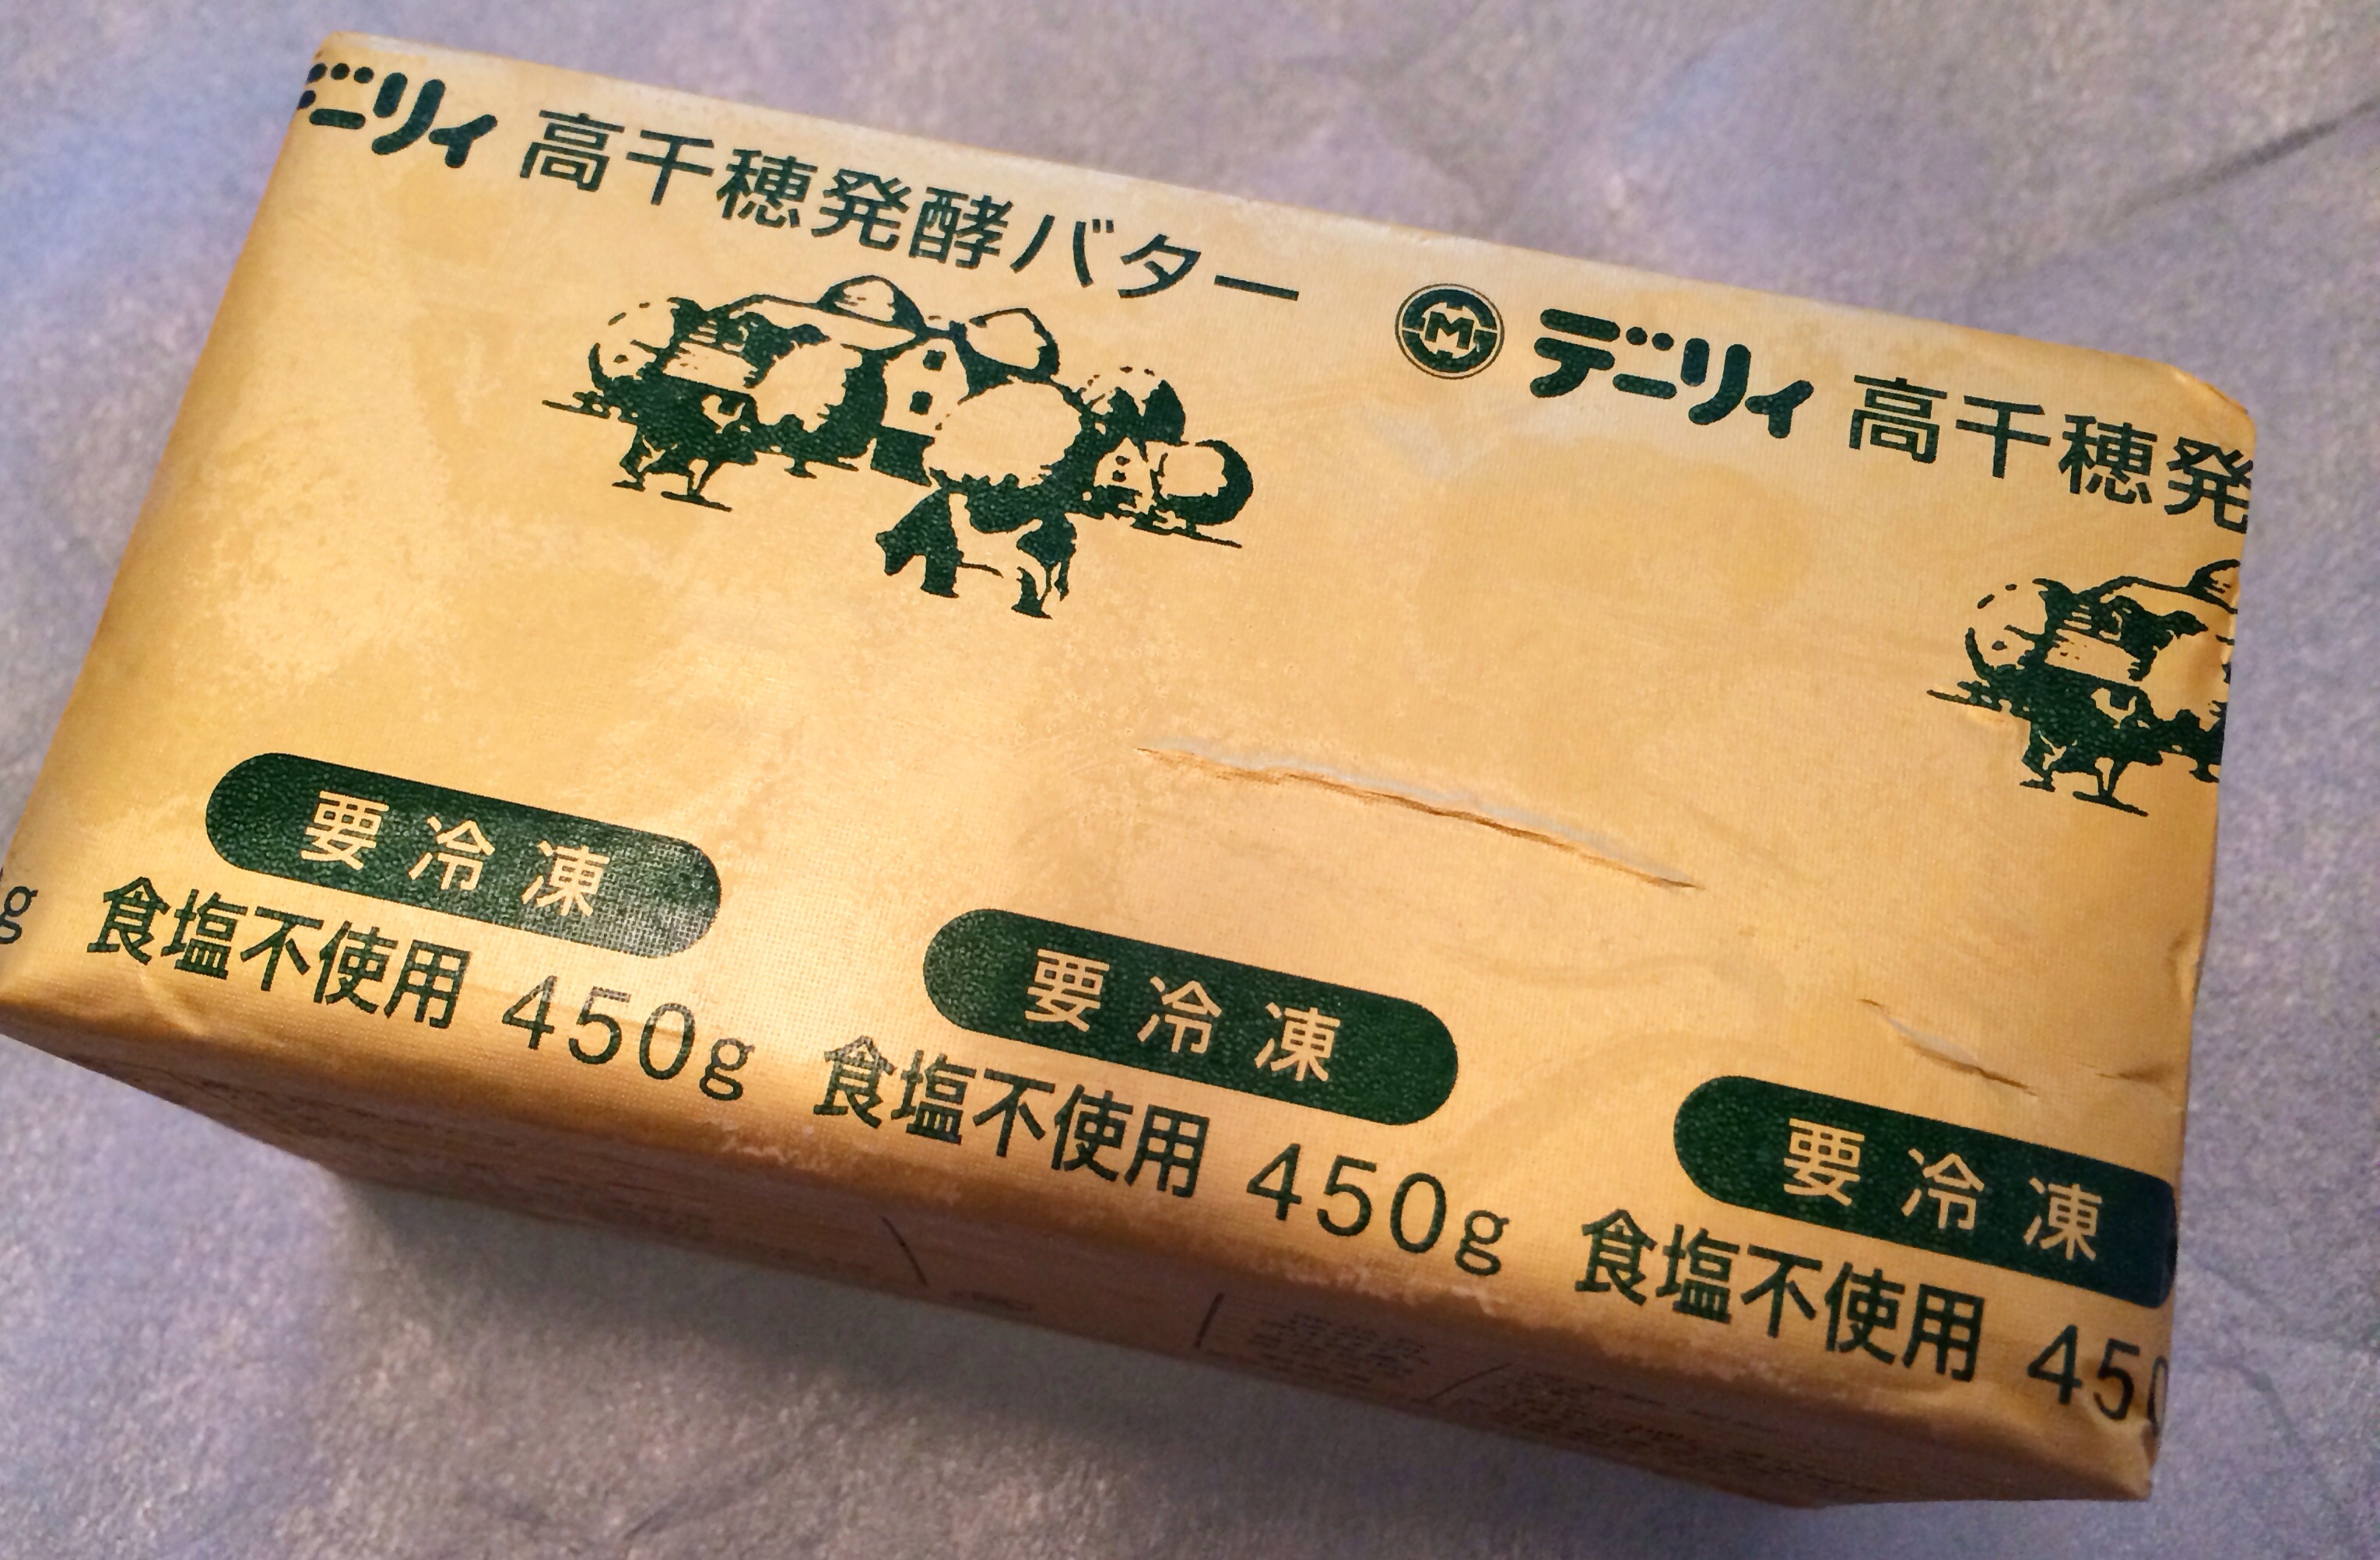 デーリィ 高千穂発酵バター M デーリィ 高千穂発
要冷凍
食塩不使用 450g
要冷凍
食塩不使用 450g
要冷凍
食塩不使用 450
g